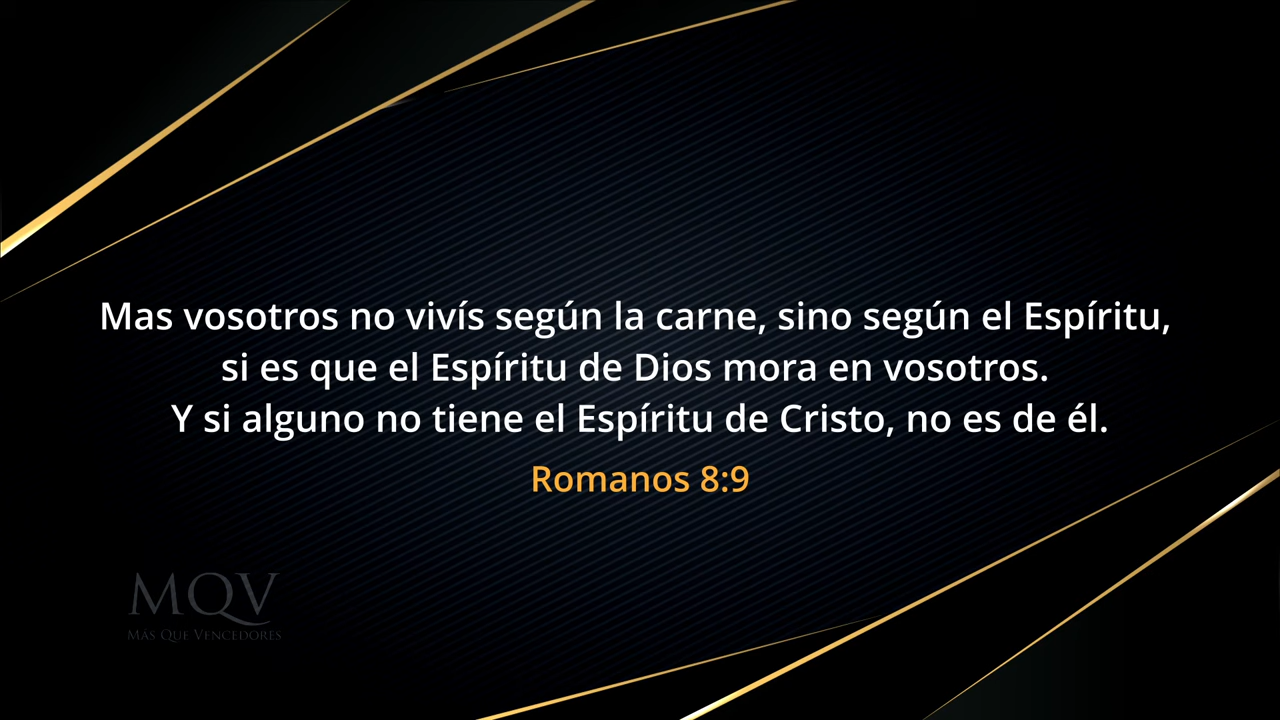 Mas vosotros no vivís según la carne, sino según el Espíritu,
si es que el Espíritu de Dios mora en vosotros.
Y si alguno no tiene el Espíritu de Cristo, no es de él.
Romanos 8:9
MQV
Más Que Vencedores